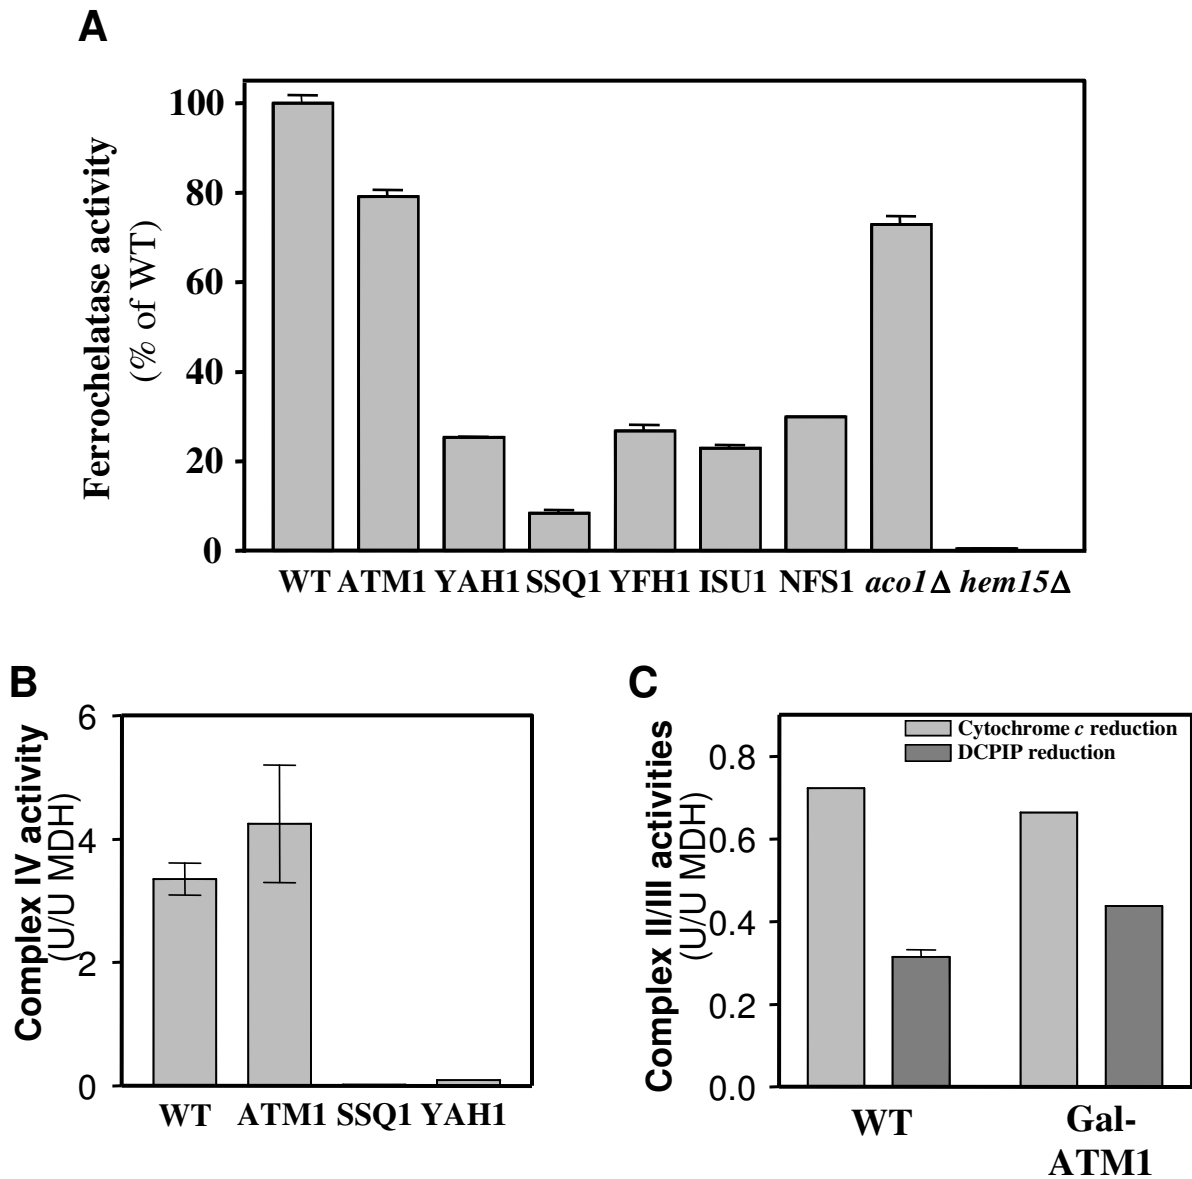 A
Ferrochelatase activity
(% of WT)
100
80
60
40
20
0
WT ATM1 YAH1 SSQ1 YFH1 ISU1 NFS1 aco1Δ hem15Δ
B
Complex IV activity
(U/U MDH)
6
4
2
0
WT ATM1 SSQ1 YAH1
C
Complex II/III activities
(U/U MDH)
Cytochrome c reduction
DCPIP reduction
0.8
0.6
0.4
0.2
0.0
WT Gal-
ATM1